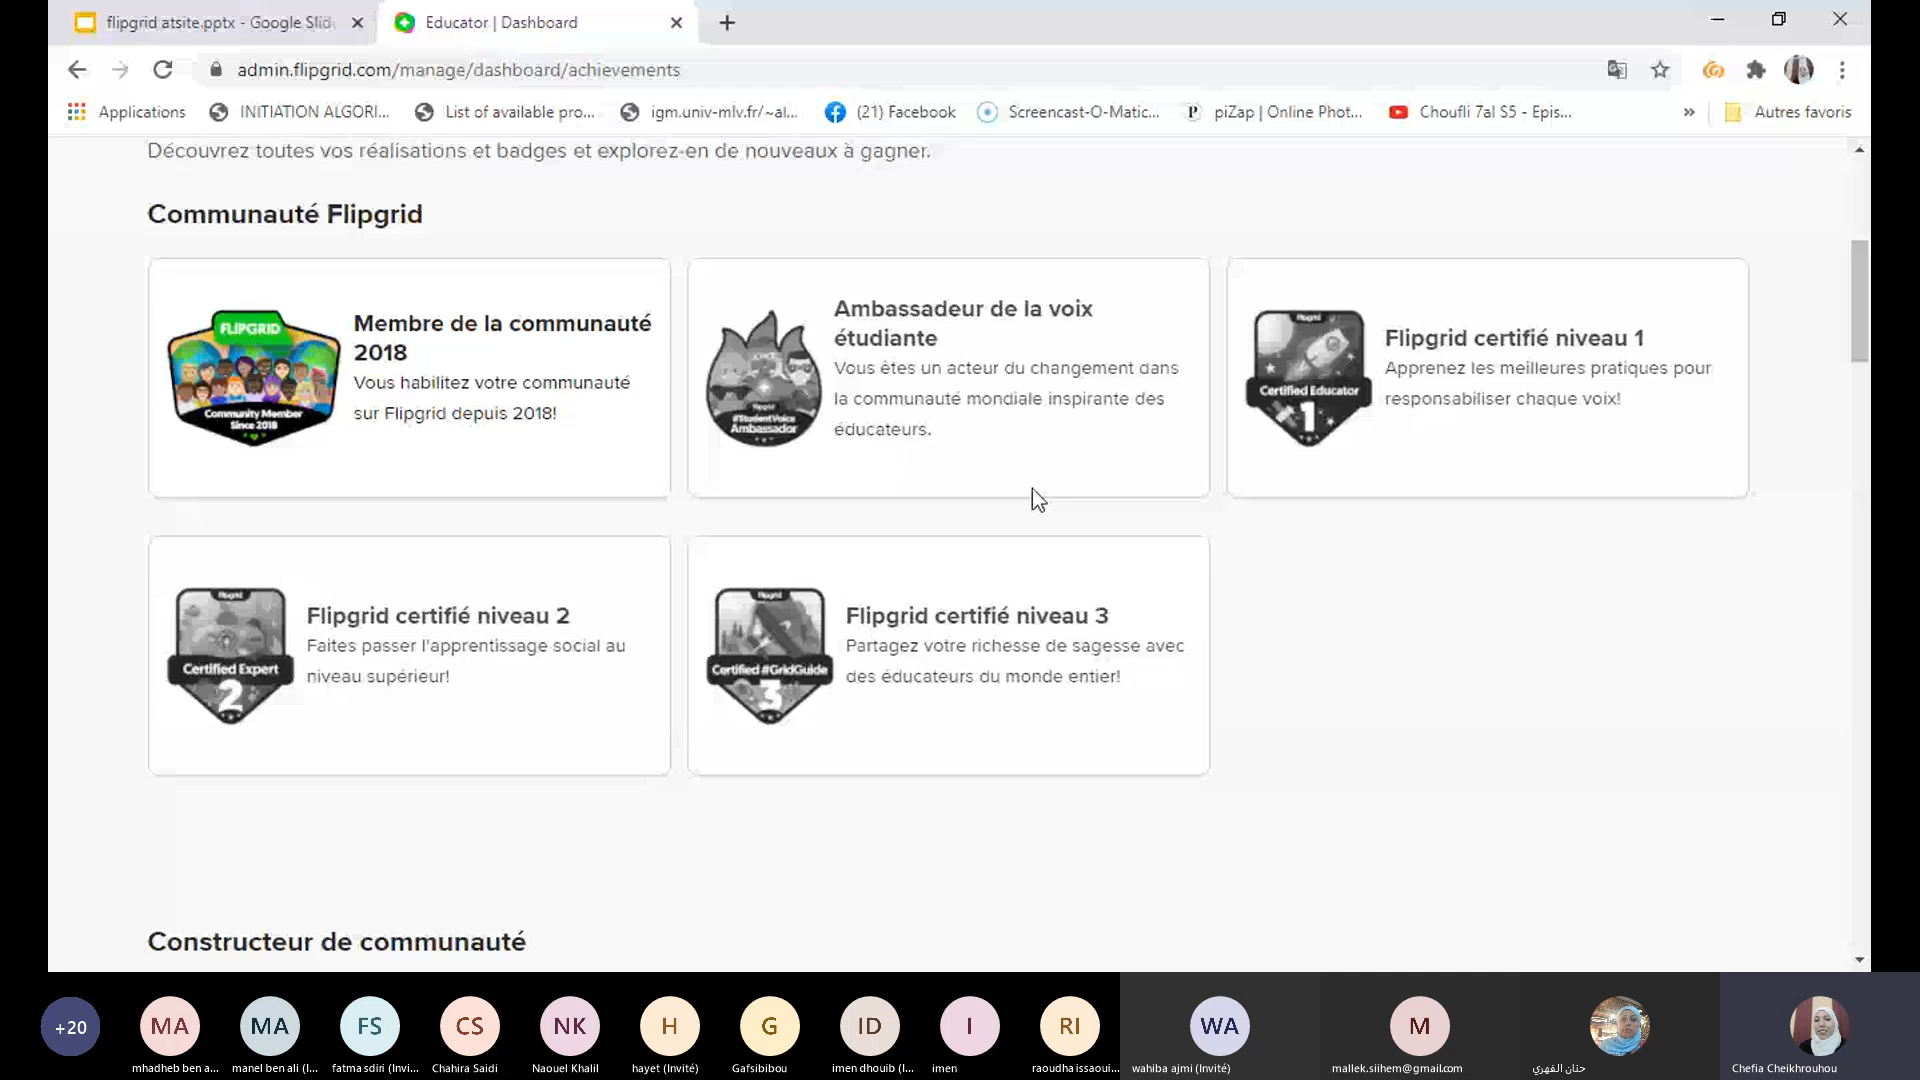 flipgrid atsite.pptx - Google Slid
Educator | Dashboard
admin.flipgrid.com/manage/dashboard/achievements
Applications
INITIATION ALGORI...
List of available pro...
igm.univ-mlv.fr/~al...
(21) Facebook
Screencast-O-Matic...
piZap | Online Phot...
Choufli 7al S5 - Epis...
»
Autres favoris
Découvrez toutes vos réalisations et badges et explorez-en de nouveaux à gagner.
Communauté Flipgrid
FLIPGRID
Community Member
Since 2018
Membre de la communauté
2018
Vous habilitez votre communauté
sur Flipgrid depuis 2018!
Flipgrid
#StudentVoice
Ambassador
Ambassadeur de la voix
étudiante
Vous êtes un acteur du changement dans
la communauté mondiale inspirante des
éducateurs.
Flipgrid
Certified Educator
1
Flipgrid certifié niveau 1
Apprenez les meilleures pratiques pour
responsabiliser chaque voix!
Flipgrid
Certified Expert
2
Flipgrid certifié niveau 2
Faites passer l'apprentissage social au
niveau supérieur!
Flipgrid
Certified #GridGuide
3
Flipgrid certifié niveau 3
Partagez votre richesse de sagesse avec
des éducateurs du monde entier!
Constructeur de communauté
+20
MA
mhadheb ben a...
MA
manel ben ali (I...
FS
fatma sdiri (Invi...
CS
Chahira Saidi
NK
Naouel Khalil
H
hayet (Invité)
G
Gafsibibou
ID
imen dhouib (I...
I
imen
RI
raoudha issaoui...
WA
wahiba ajmi (Invité)
M
mallek.siihem@gmail.com
حنان الفهري
Chefia Cheikhrouhou